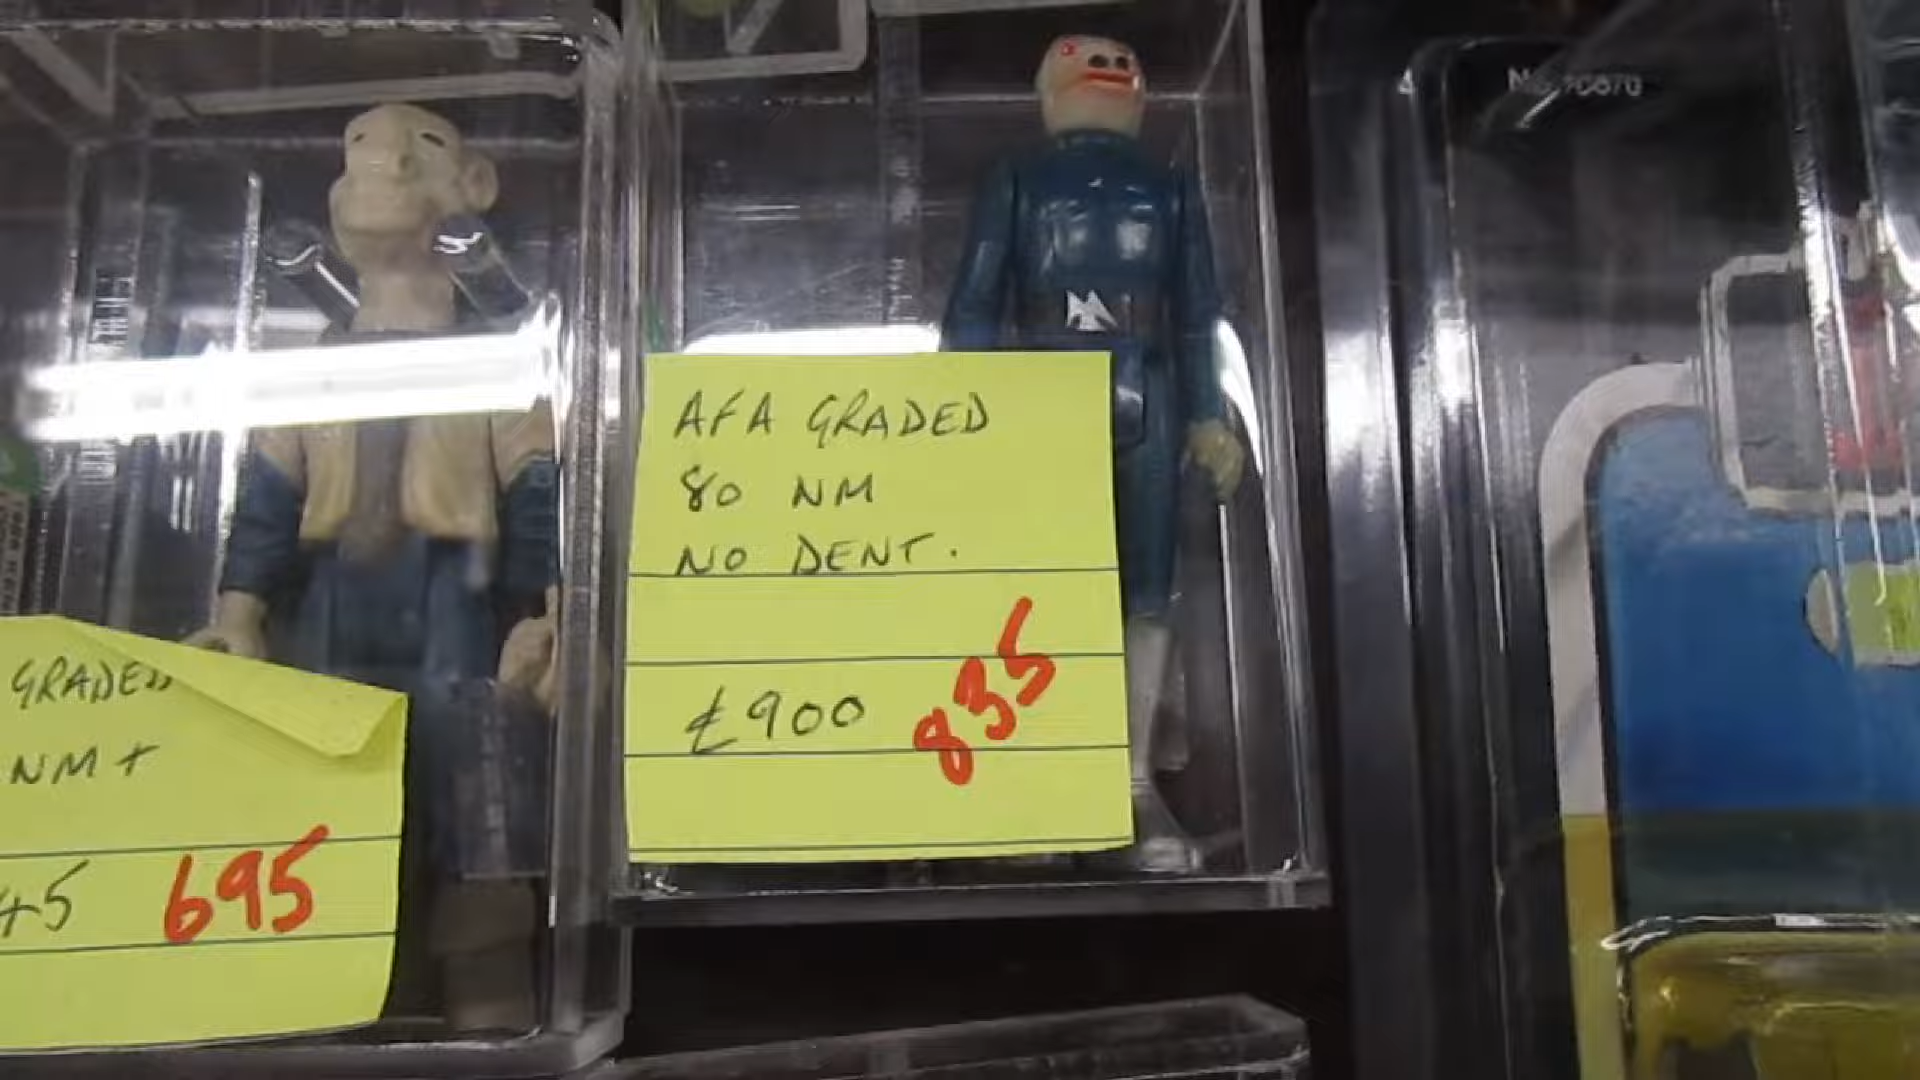 AFA GRADED
80 NM
NO DENT.
£900 835
GRADED
NM+
45 695